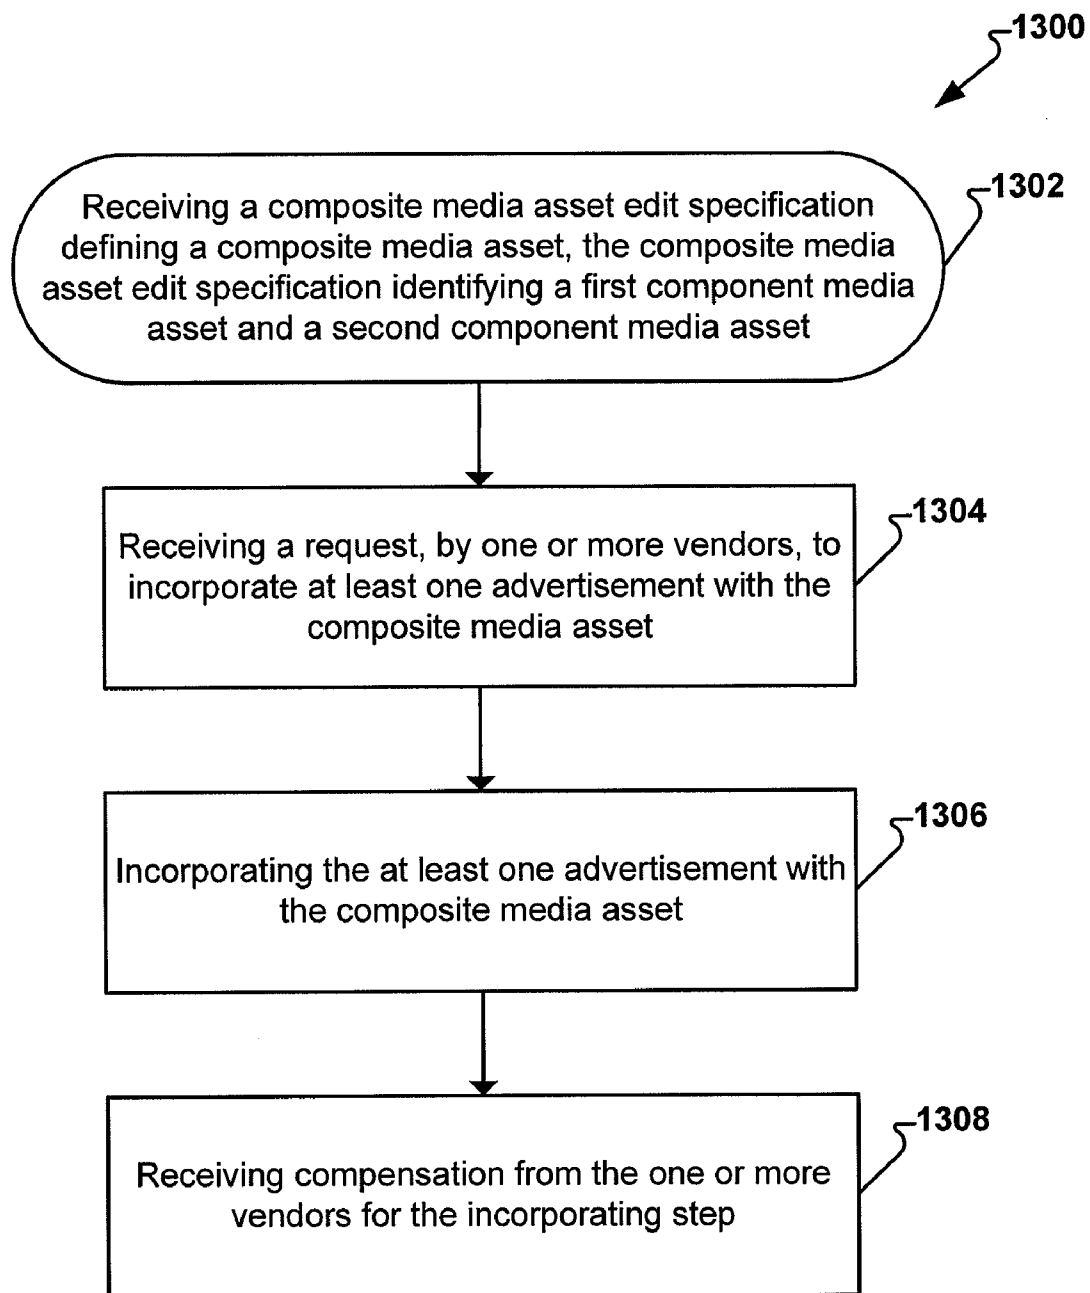 1300
Receiving a composite media asset edit specification
defining a composite media asset, the composite media
asset edit specification identifying a first component media
asset and a second component media asset
1302
Receiving a request, by one or more vendors, to
incorporate at least one advertisement with the
composite media asset
1304
Incorporating the at least one advertisement with
the composite media asset
1306
Receiving compensation from the one or more
vendors for the incorporating step
1308